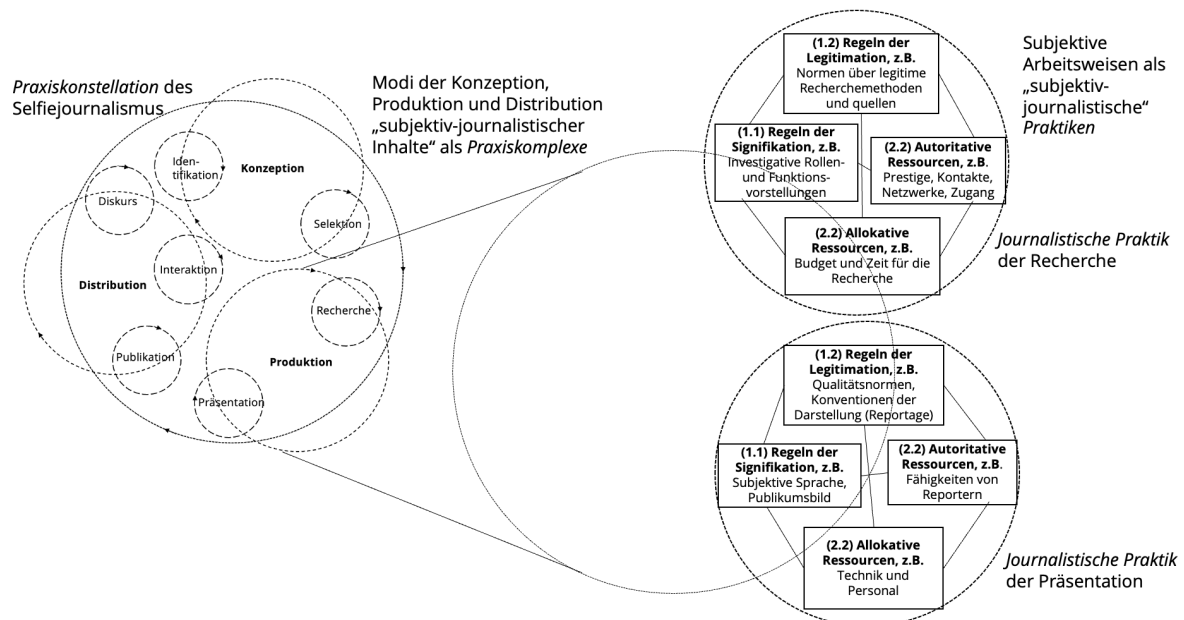 Praxiskonstellation des
Selfiejournalismus
Modi der Konzeption,
Produktion und Distribution
„subjektiv-journalistischer
Inhalte“ als Praxiskomplexe
Iden-
tifikation
Konzeption
Diskurs
Selektion
Interaktion
Distribution
Recherche
Publikation
Produktion
Präsentation
(1.2) Regeln der
Legitimation, z.B.
Normen über legitime
Recherchemethoden
und quellen
(1.1) Regeln der
Signifikation, z.B.
Investigative Rollen-
und Funktions-
vorstellungen
(2.2) Autoritative
Ressourcen, z.B.
Prestige, Kontakte,
Netzwerke, Zugang
(2.2) Allokative
Ressourcen, z.B.
Budget und Zeit für die
Recherche
Subjektive
Arbeitsweisen als
„subjektiv-
journalistische“
Praktiken
Journalistische Praktik
der Recherche
(1.2) Regeln der
Legitimation, z.B.
Qualitätsnormen,
Konventionen der
Darstellung (Reportage)
(1.1) Regeln der
Signifikation, z.B.
Subjektive Sprache,
Publikumsbild
(2.2) Autoritative
Ressourcen, z.B.
Fähigkeiten von
Reportern
(2.2) Allokative
Ressourcen, z.B.
Technik und
Personal
Journalistische Praktik
der Präsentation